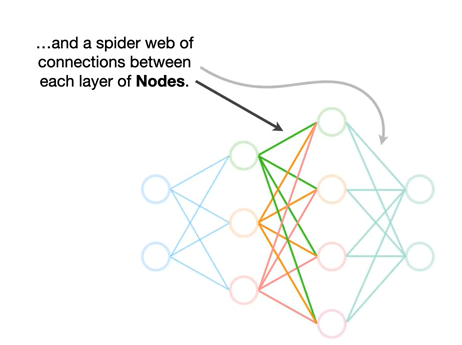 …and a spider web of
connections between
each layer of Nodes.